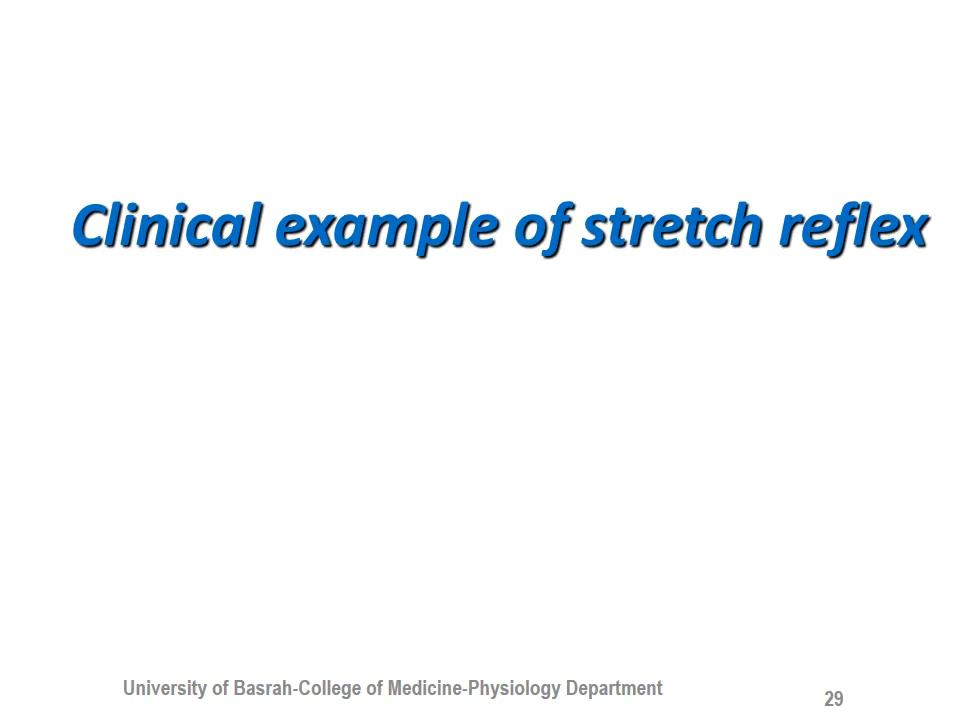 Clinical example of stretch reflex
University of Basrah-College of Medicine-Physiology Department
29